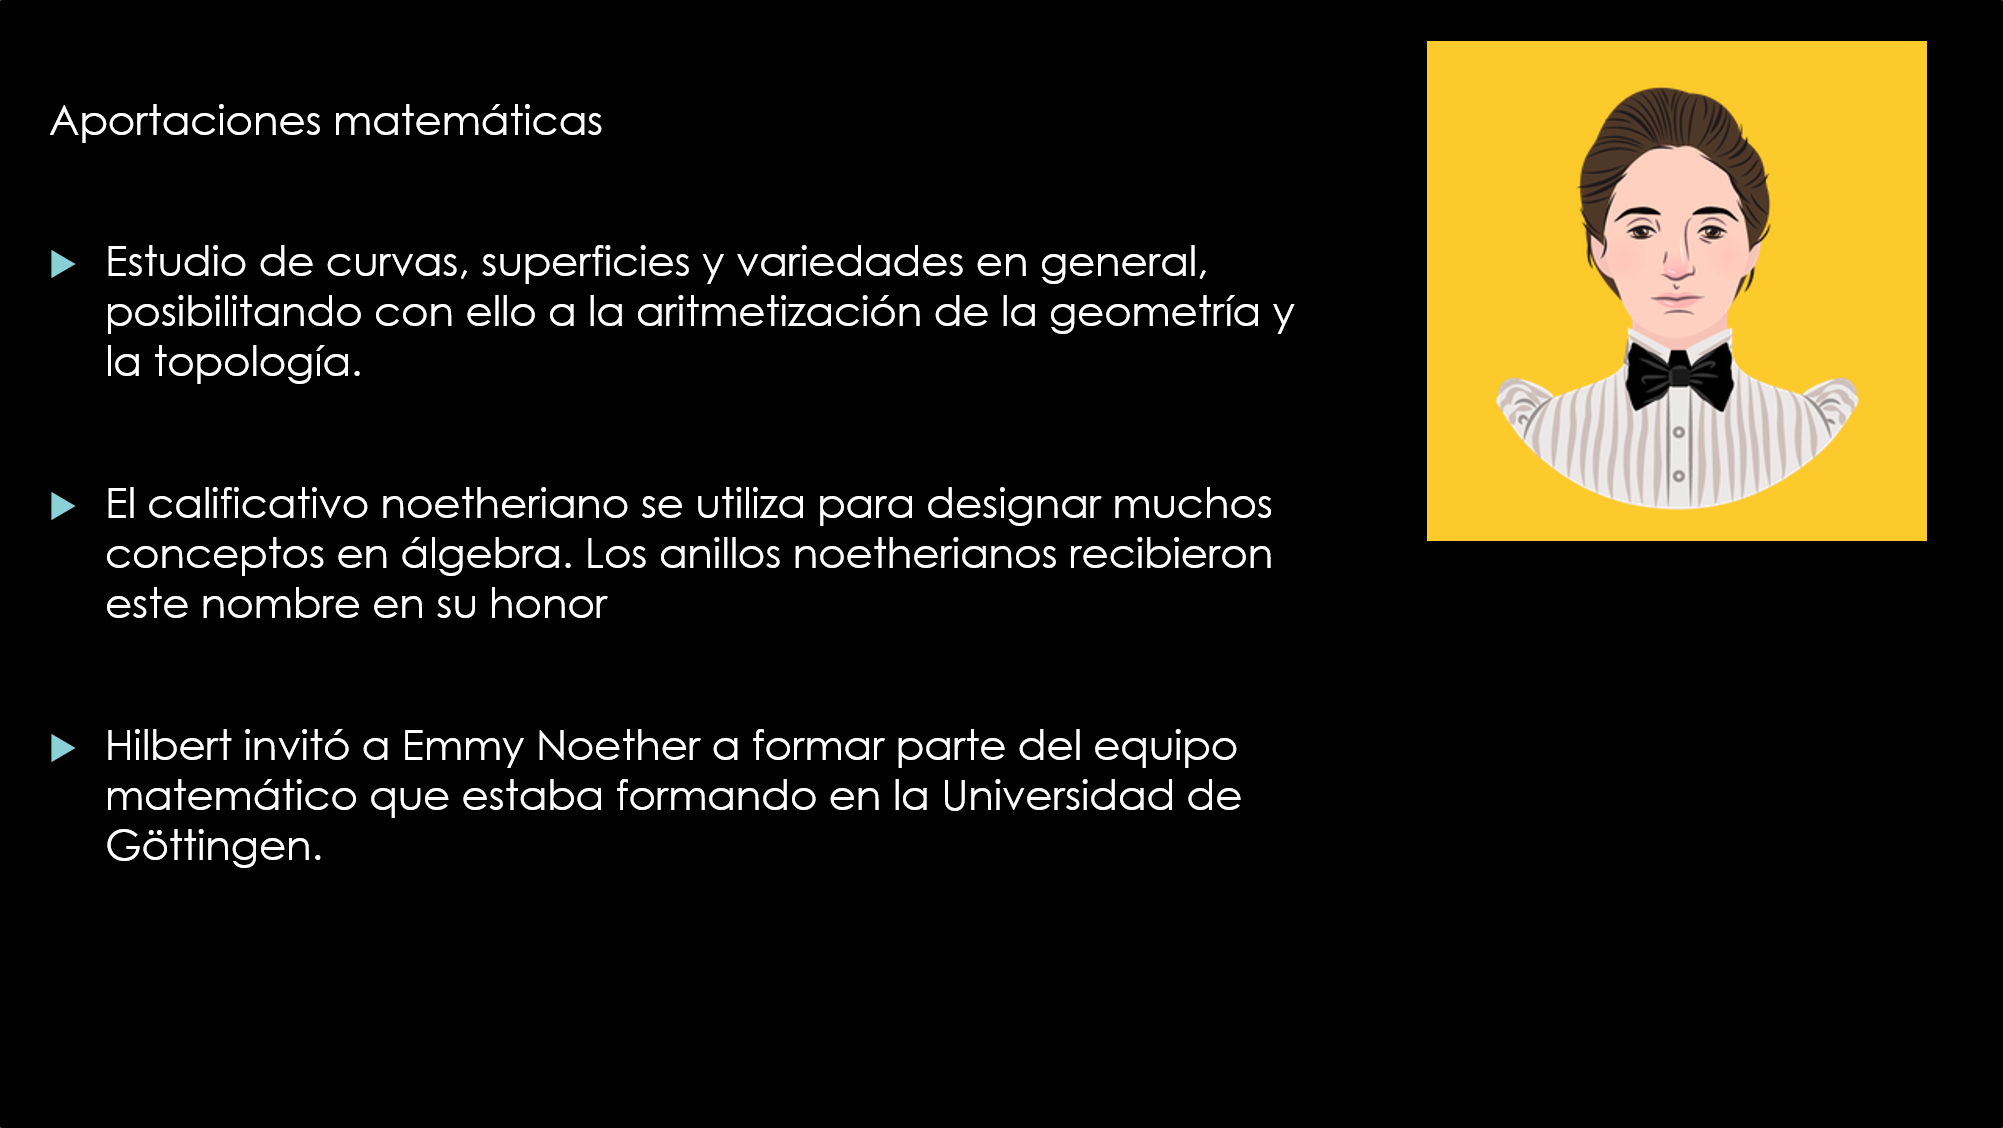 Aportaciones matemáticas
Estudio de curvas, superficies y variedades en general,
posibilitando con ello a la aritmetización de la geometría y
la topología.
El calificativo noetheriano se utiliza para designar muchos
conceptos en álgebra. Los anillos noetherianos recibieron
este nombre en su honor
Hilbert invitó a Emmy Noether a formar parte del equipo
matemático que estaba formando en la Universidad de
Göttingen.